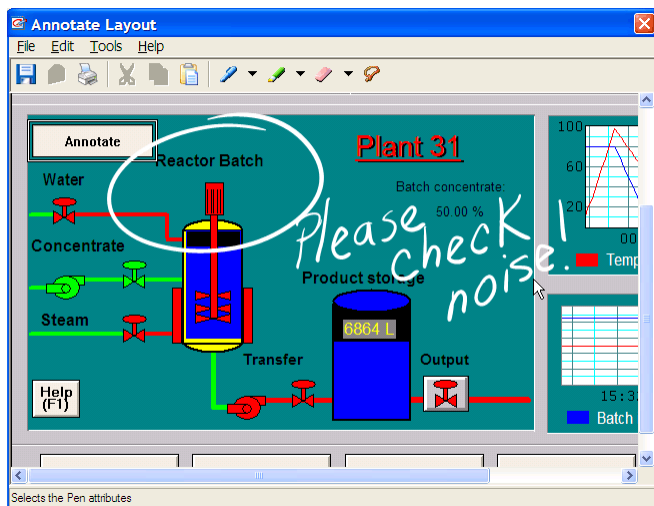 Annotate Layout
File Edit Tools Help
Annotate
Reactor Batch
Plant 31
Water
Batch concentrate:
50.00 %
Please check noise!
Concentrate
Product storage
Steam
6864 L
Transfer
Output
Help
(F1)
100
60
20
00
Temp
15:3
Batch
Selects the Pen attributes